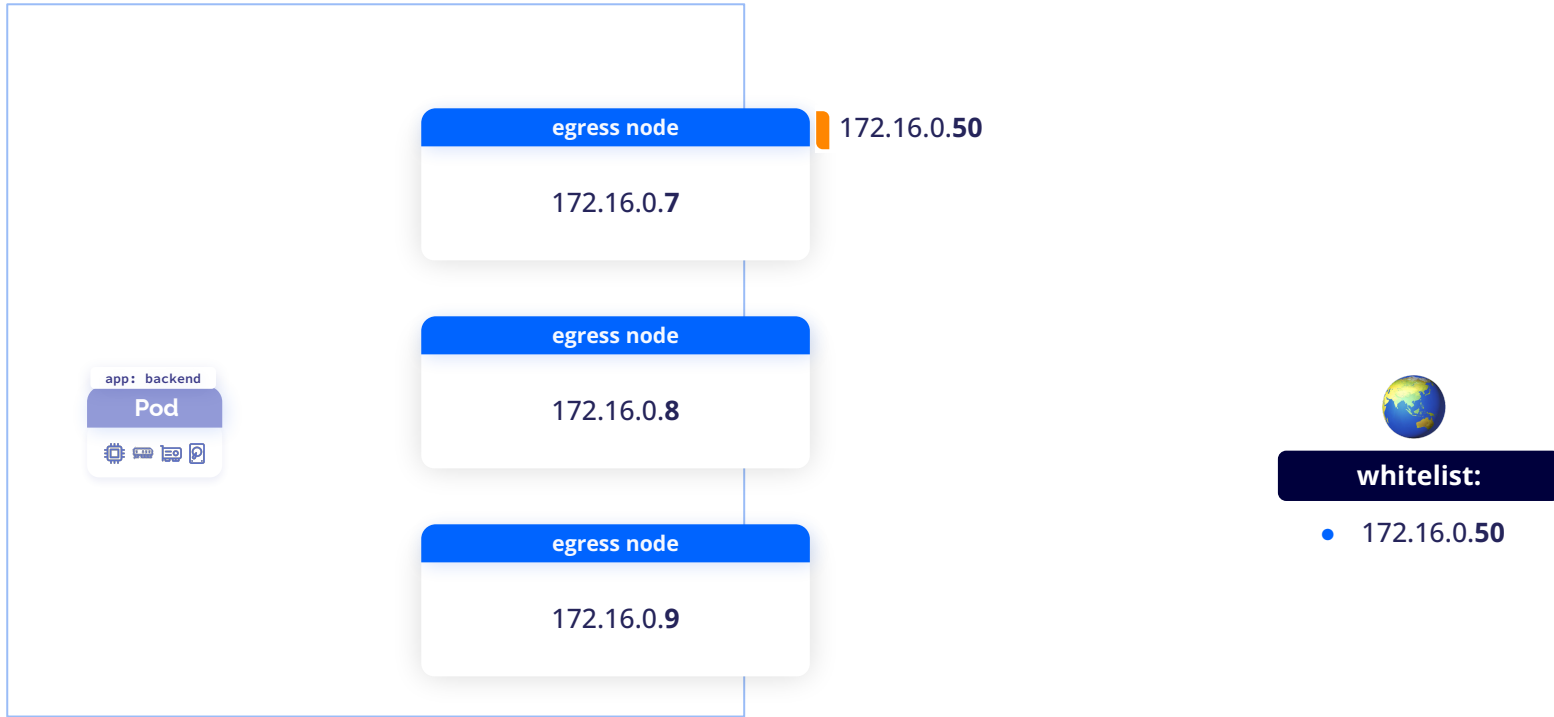 egress node
172.16.0.50
172.16.0.7
egress node
172.16.0.8
app: backend
Pod
whitelist:
172.16.0.50
egress node
172.16.0.9